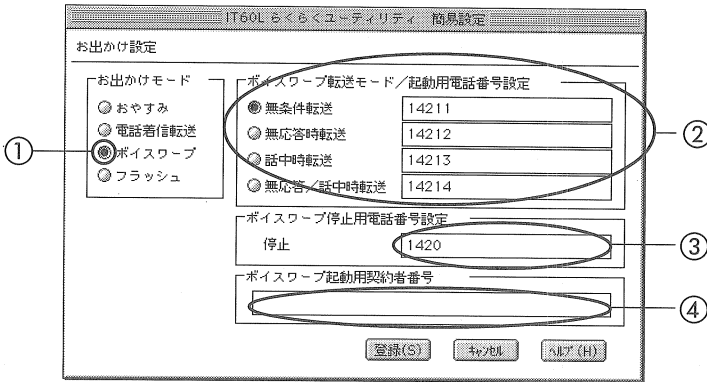 IT60L らくらくユーティリティ 簡易設定
お出かけ設定
お出かけモード
おやすみ
電話着信転送
ボイスワープ
フラッシュ
①
ボイスワープ転送モード/起動用電話番号設定
無条件転送 14211
無応答時転送 14212
話中時転送 14213
無応答/話中時転送 14214
②
ボイスワープ停止用電話番号設定
停止 1420
③
ボイスワープ起動用契約者番号
④
登録(S) キャンセル ヘルプ(H)